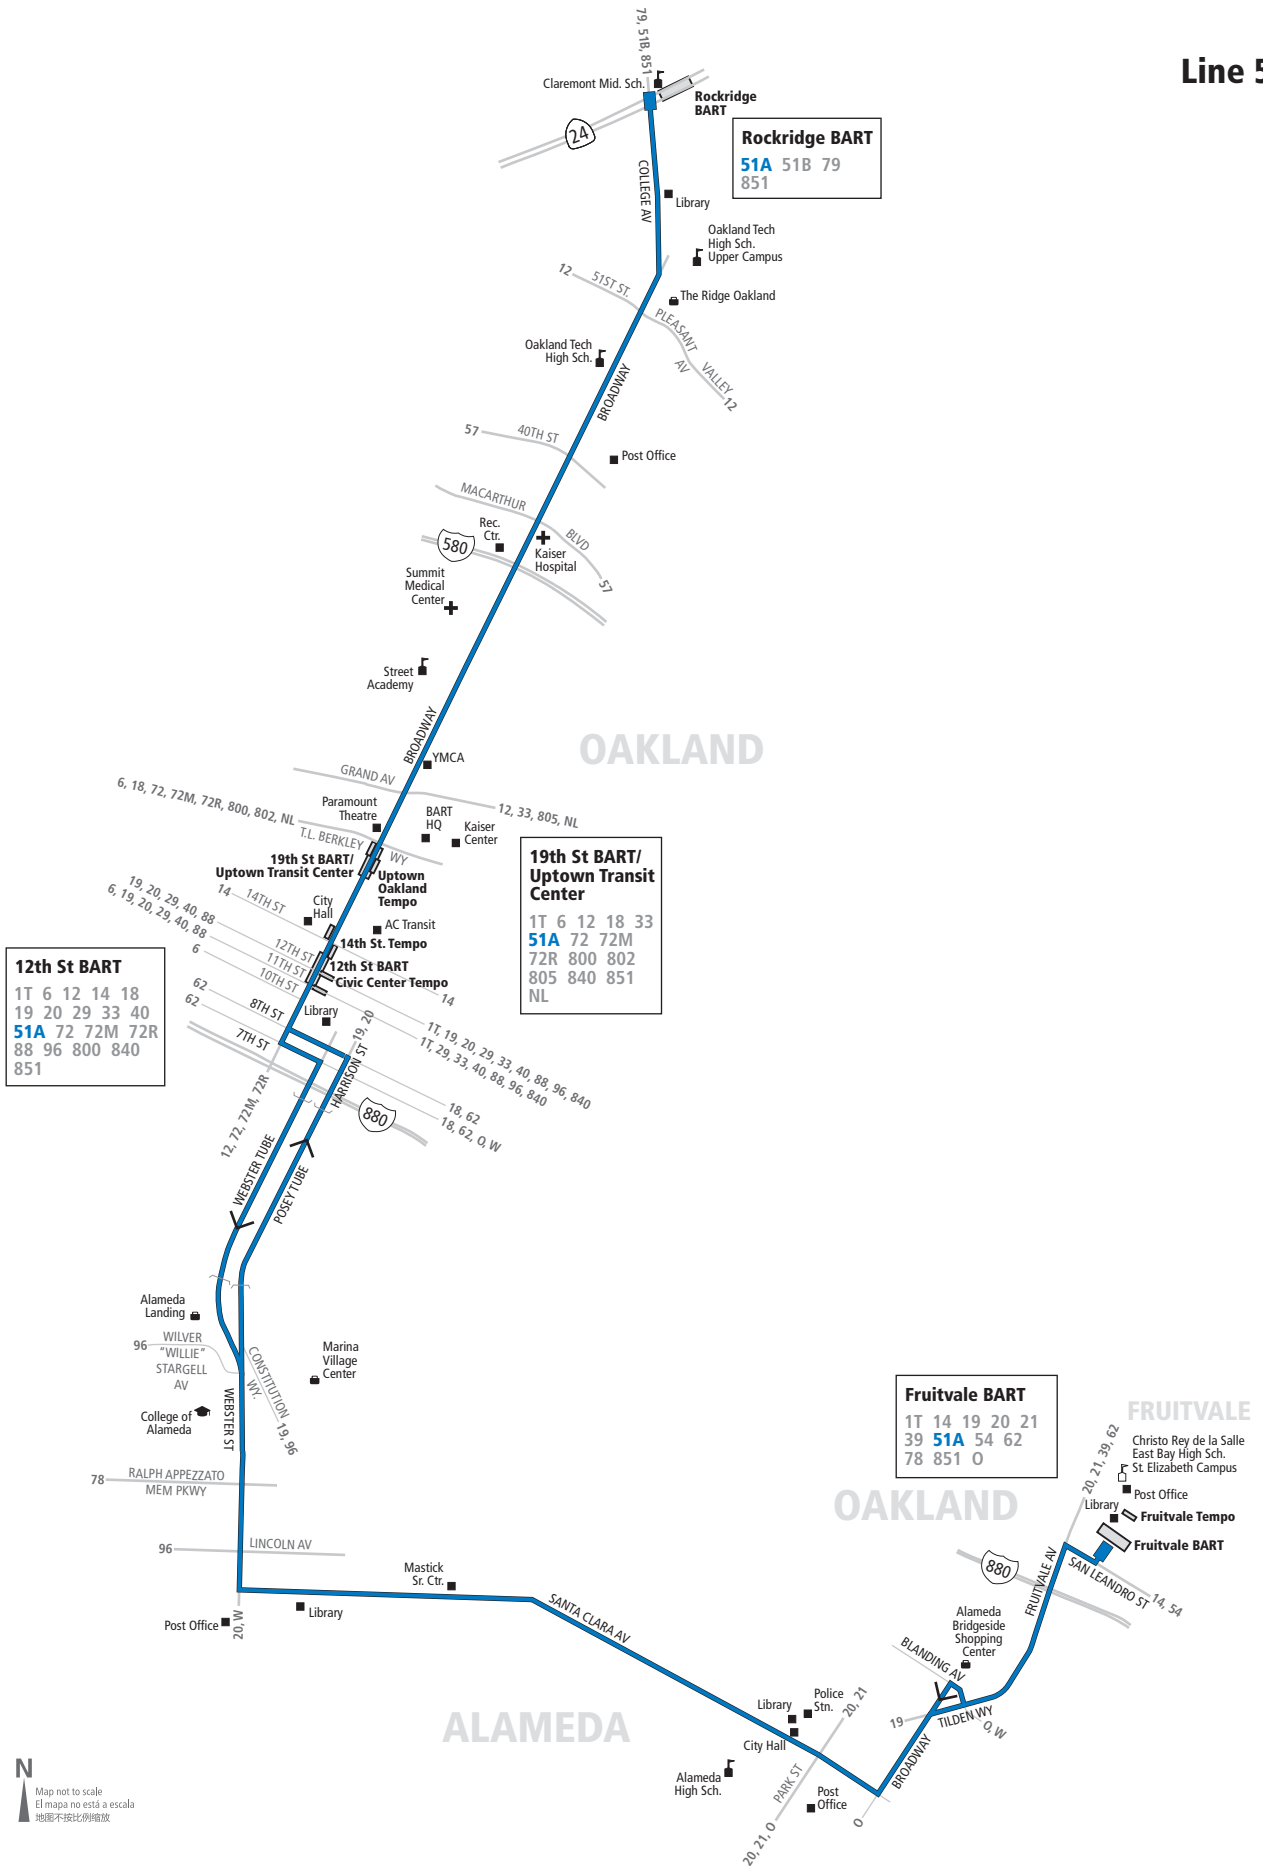 79, 51B, 851
Line 5
Claremont Mid. Sch.
Rockridge
BART
24
Rockridge BART
51A 51B 79
851
COLLEGE AV
Library
Oakland Tech
High Sch.
Upper Campus
12
51ST ST.
The Ridge Oakland
PLEASANT
VALLEY
AV
12
Oakland Tech
High Sch.
BROADWAY
57
40TH ST
Post Office
MACARTHUR
BLVD
57
Rec.
Ctr.
580
Kaiser
Hospital
Summit
Medical
Center
Street
Academy
BROADWAY
OAKLAND
YMCA
GRAND AV
6, 18, 72, 72M, 72R, 800, 802, NL
12, 33, 805, NL
Paramount
Theatre
BART
HQ
Kaiser
Center
T.L. BERKLEY
WY
19th St BART/
Uptown Transit Center
Uptown
Oakland
Tempo
19th St BART/
Uptown Transit
Center
1T 6 12 18 33
51A 72 72M
72R 800 802
805 840 851
NL
19, 20, 29, 40, 88
6, 19, 20, 29, 40, 88
6
14
14TH ST
City
Hall
AC Transit
14th St. Tempo
12TH ST
11TH ST
10TH ST
12th St BART
Civic Center Tempo
14
12th St BART
1T 6 12 14 18
19 20 29 33 40
51A 72 72M 72R
88 96 800 840
851
62
62
8TH ST
7TH ST
Library
19, 20
HARRISON ST
1T, 19, 20, 29, 33, 40, 88, 96, 840
1T, 29, 33, 40, 88, 96, 840
18, 62
18, 62, O, W
12, 72, 72M, 72R
880
WEBSTER TUBE
POSEY TUBE
Alameda
Landing
96
WILVER
"WILLIE"
STARGELL
AV
CONSTITUTION
WY.
19, 96
Marina
Village
Center
College of
Alameda
WEBSTER ST
78
RALPH APPEZZATO
MEM PKWY
96
LINCOLN AV
Mastick
Sr. Ctr.
Post Office
20, W
Library
SANTA CLARA AV
ALAMEDA
Fruitvale BART
1T 14 19 20 21
39 51A 54 62
78 851 O
FRUITVALE
20, 21, 39, 62
Christo Rey de la Salle
East Bay High Sch.
St. Elizabeth Campus
Post Office
Library
Fruitvale Tempo
Fruitvale BART
OAKLAND
880
FRUITVALE AV
SAN LEANDRO ST
14, 54
Alameda
Bridgeside
Shopping
Center
BLANDING AV
19
TILDEN WY
O, W
BROADWAY
Police
Stn.
Library
20, 21
City Hall
Alameda
High Sch.
PARK ST
Post
Office
20, 21, O
O
N
Map not to scale
El mapa no está a escala
地图不按比例缩放